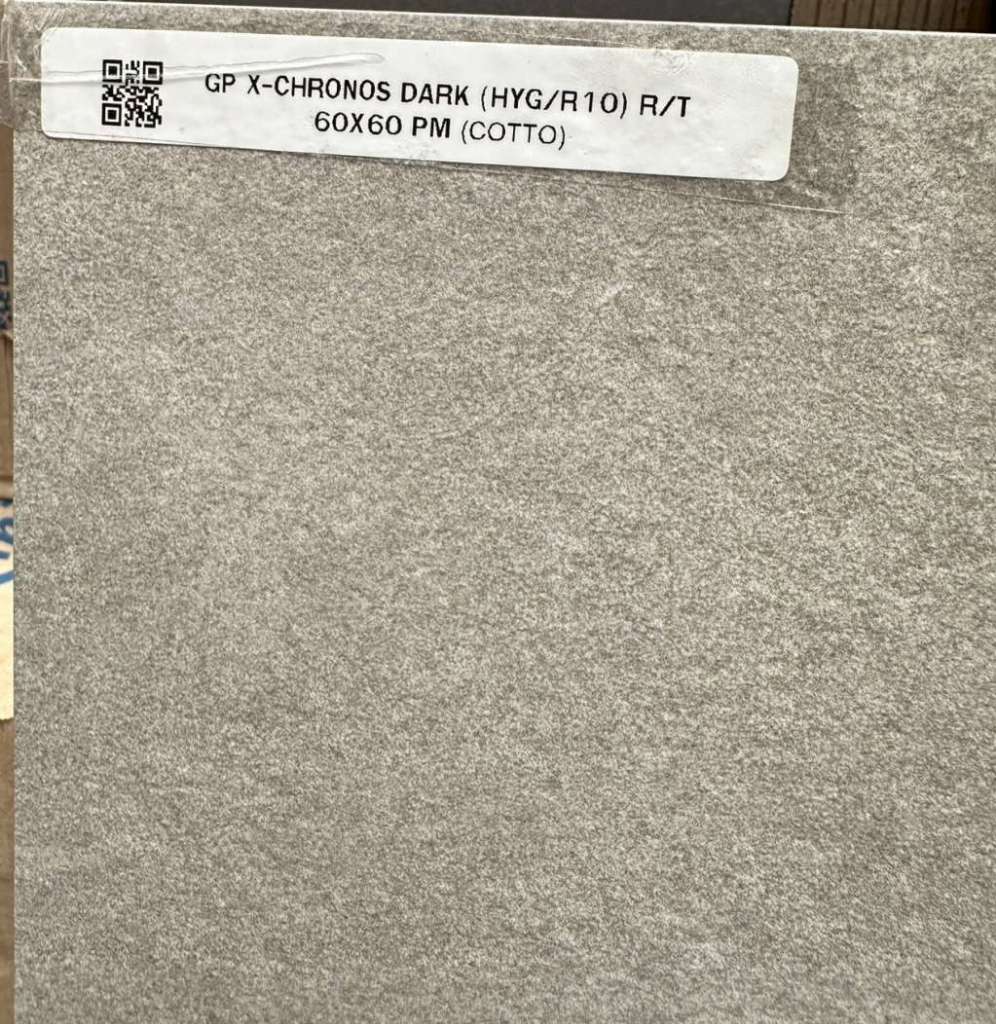 GP X-CHRONOS DARK (HYG/R10) R/T
60X60 PM (COTTO)